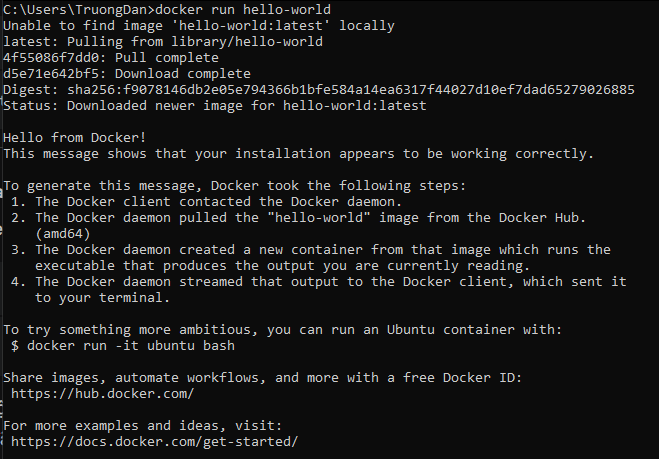 C:\Users\TruongDan>docker run hello-world
Unable to find image 'hello-world:latest' locally
latest: Pulling from library/hello-world
4f55086f7dd0: Pull complete
d5e71e642bf5: Download complete
Digest: sha256:f9078146db2e05e794366b1bfe584a14ea6317f44027d10ef7dad65279026885
Status: Downloaded newer image for hello-world:latest

Hello from Docker!
This message shows that your installation appears to be working correctly.

To generate this message, Docker took the following steps:
 1. The Docker client contacted the Docker daemon.
 2. The Docker daemon pulled the "hello-world" image from the Docker Hub.
    (amd64)
 3. The Docker daemon created a new container from that image which runs the
    executable that produces the output you are currently reading.
 4. The Docker daemon streamed that output to the Docker client, which sent it
    to your terminal.

To try something more ambitious, you can run an Ubuntu container with:
 $ docker run -it ubuntu bash

Share images, automate workflows, and more with a free Docker ID:
 https://hub.docker.com/

For more examples and ideas, visit:
 https://docs.docker.com/get-started/